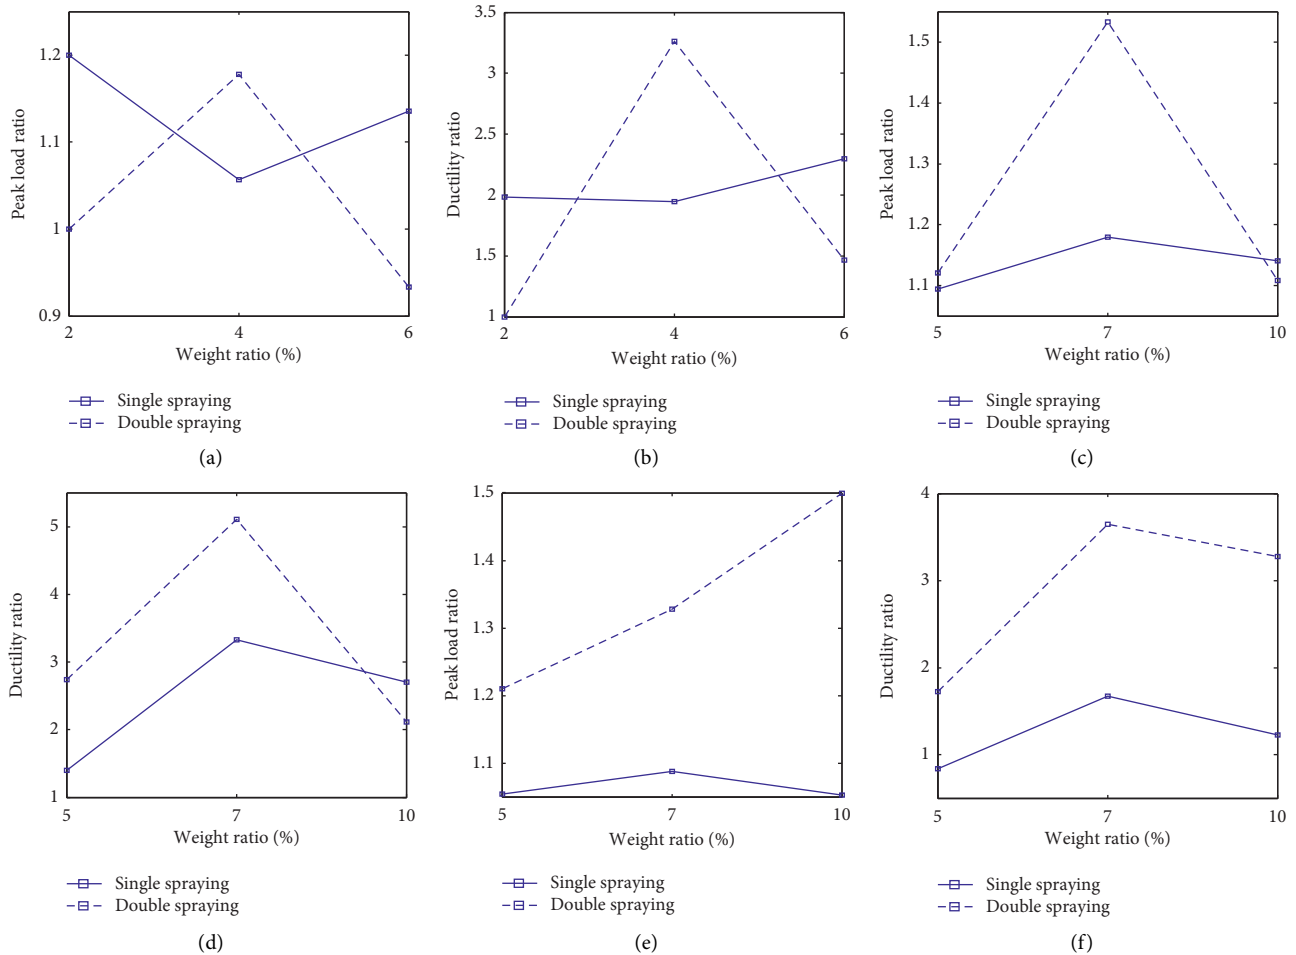 1.2
1.1
1
0.9
Peak load ratio
2
4
6
Weight ratio (%)
Single spraying
Double spraying
(a)
3.5
3
2.5
2
1.5
1
Ductility ratio
2
4
6
Weight ratio (%)
Single spraying
Double spraying
(b)
1.5
1.4
1.3
1.2
1.1
Peak load ratio
5
7
10
Weight ratio (%)
Single spraying
Double spraying
(c)
5
4
3
2
1
Ductility ratio
5
7
10
Weight ratio (%)
Single spraying
Double spraying
(d)
1.5
1.4
1.3
1.2
1.1
Peak load ratio
5
7
10
Weight ratio (%)
Single spraying
Double spraying
(e)
4
3
2
1
Ductility ratio
5
7
10
Weight ratio (%)
Single spraying
Double spraying
(f)